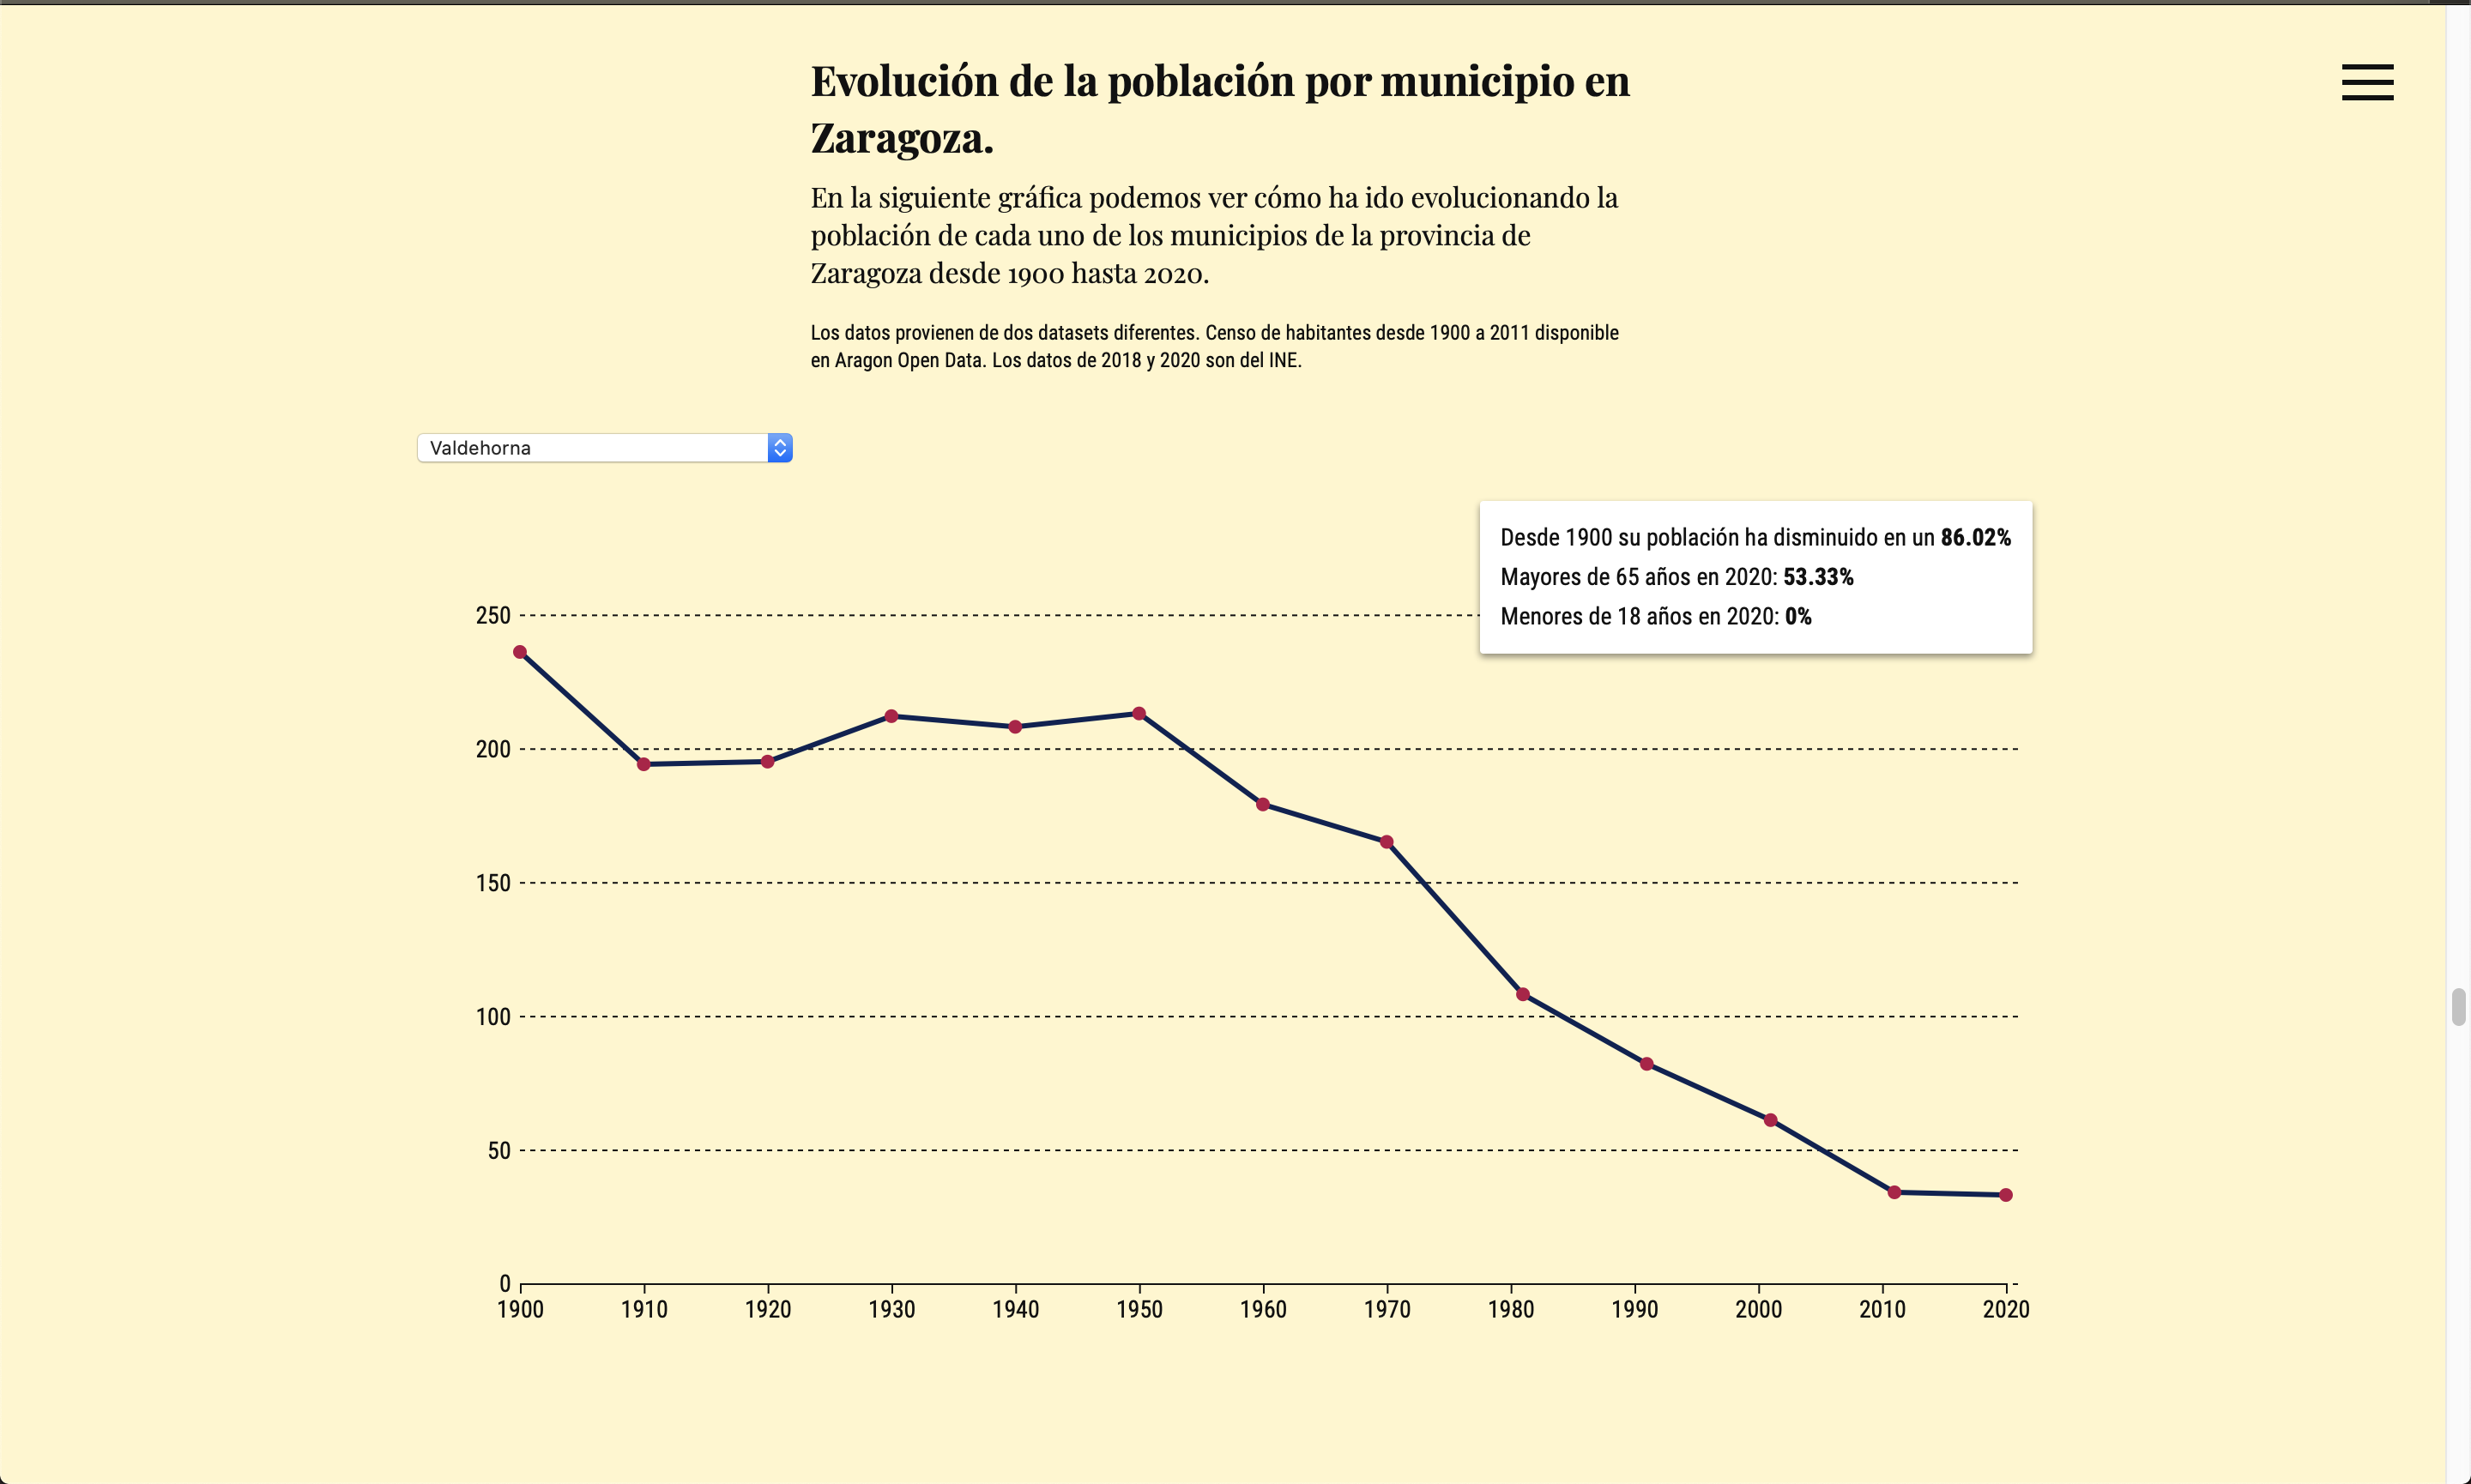 Evolución de la población por municipio en
Zaragoza.
En la siguiente gráfica podemos ver cómo ha ido evolucionando la
población de cada uno de los municipios de la provincia de
Zaragoza desde 1900 hasta 2020.
Los datos provienen de dos datasets diferentes. Censo de habitantes desde 1900 a 2011 disponible
en Aragon Open Data. Los datos de 2018 y 2020 son del INE.
Valdehorna
Desde 1900 su población ha disminuido en un 86.02%
Mayores de 65 años en 2020: 53.33%
Menores de 18 años en 2020: 0%
250
200
150
100
50
0
1900 1910 1920 1930 1940 1950 1960 1970 1980 1990 2000 2010 2020